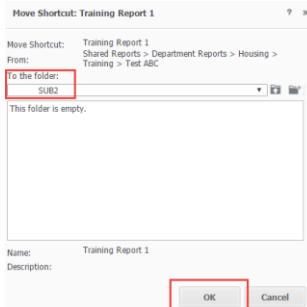 Move Shortcut: Training Report 1 ? x
Move Shortcut: Training Report 1
From: Shared Reports > Department Reports > Housing >
Training > Test ABC
To the folder:
SUB2
This folder is empty.
Name: Training Report 1
Description:
OK Cancel